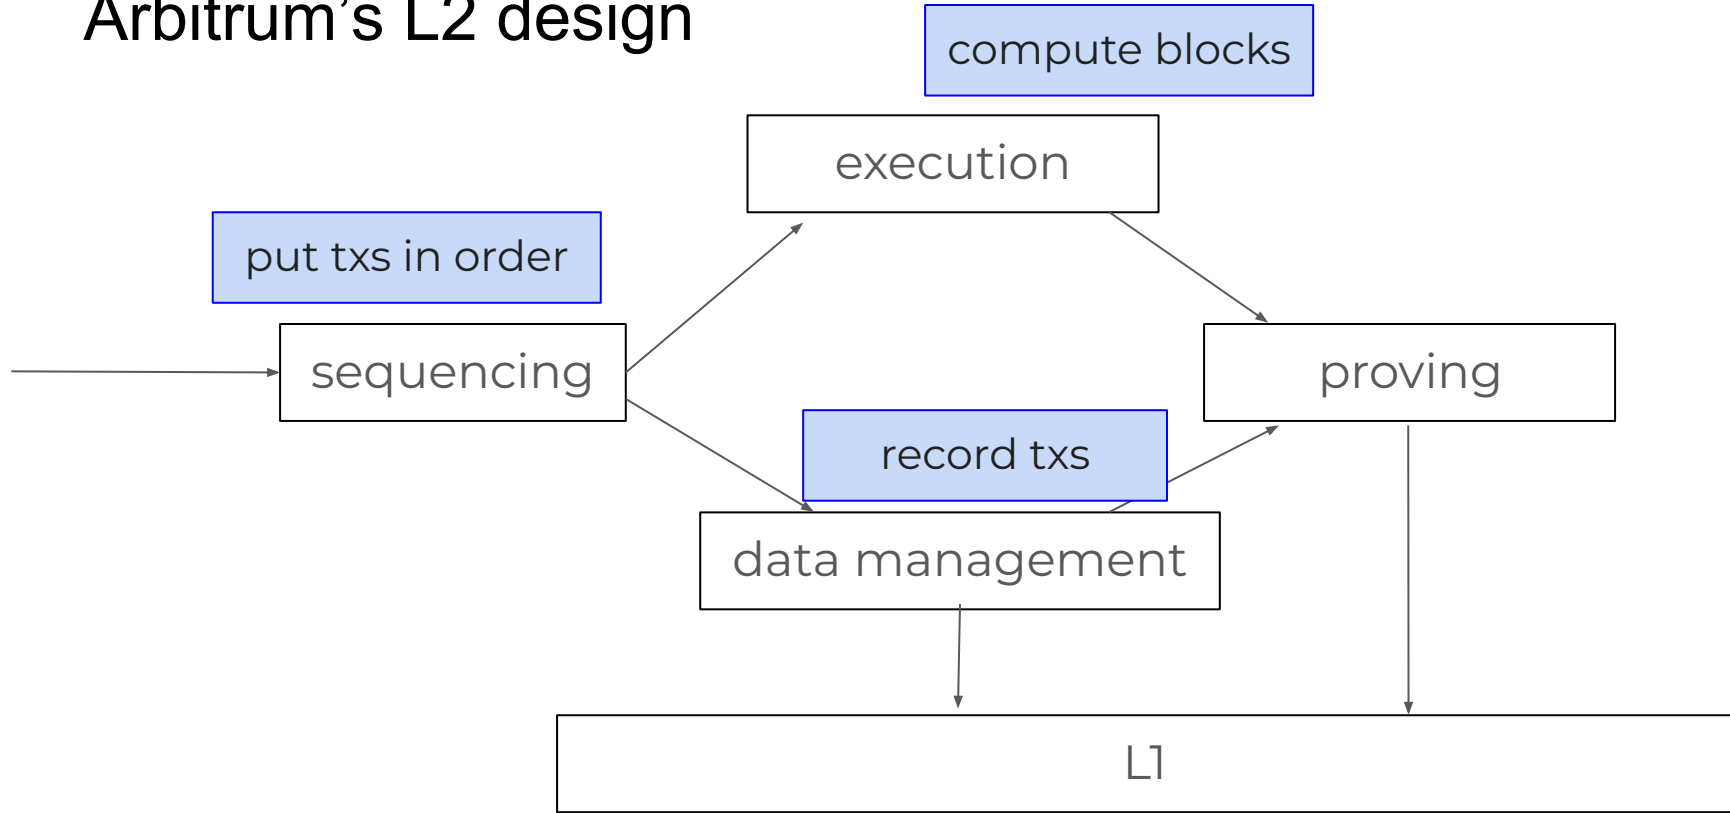 Arbitrum’s L2 design
compute blocks
execution
put txs in order
sequencing
proving
record txs
data management
L1